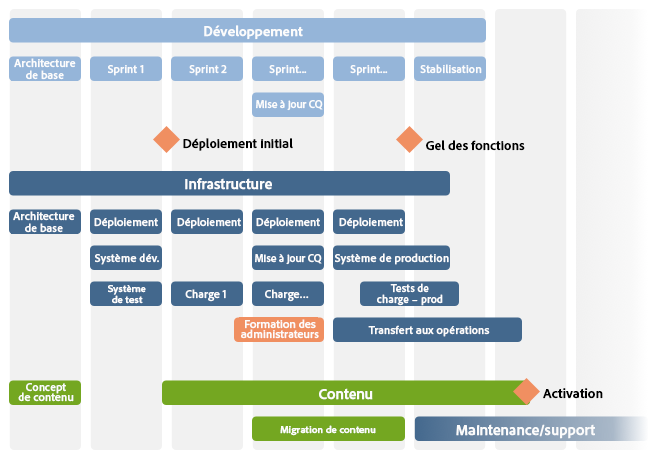 Développement
Architecture
de base
Sprint 1
Sprint 2
Sprint...
Sprint...
Stabilisation
Mise à jour CQ
Déploiement initial
Gel des fonctions
Infrastructure
Architecture
de base
Déploiement
Déploiement
Déploiement
Déploiement
Système dév.
Mise à jour CQ
Système de production
Système
de test
Charge 1
Charge...
Tests de
charge – prod
Formation des
administrateurs
Transfert aux opérations
Concept
de contenu
Contenu
Activation
Migration de contenu
Maintenance/support